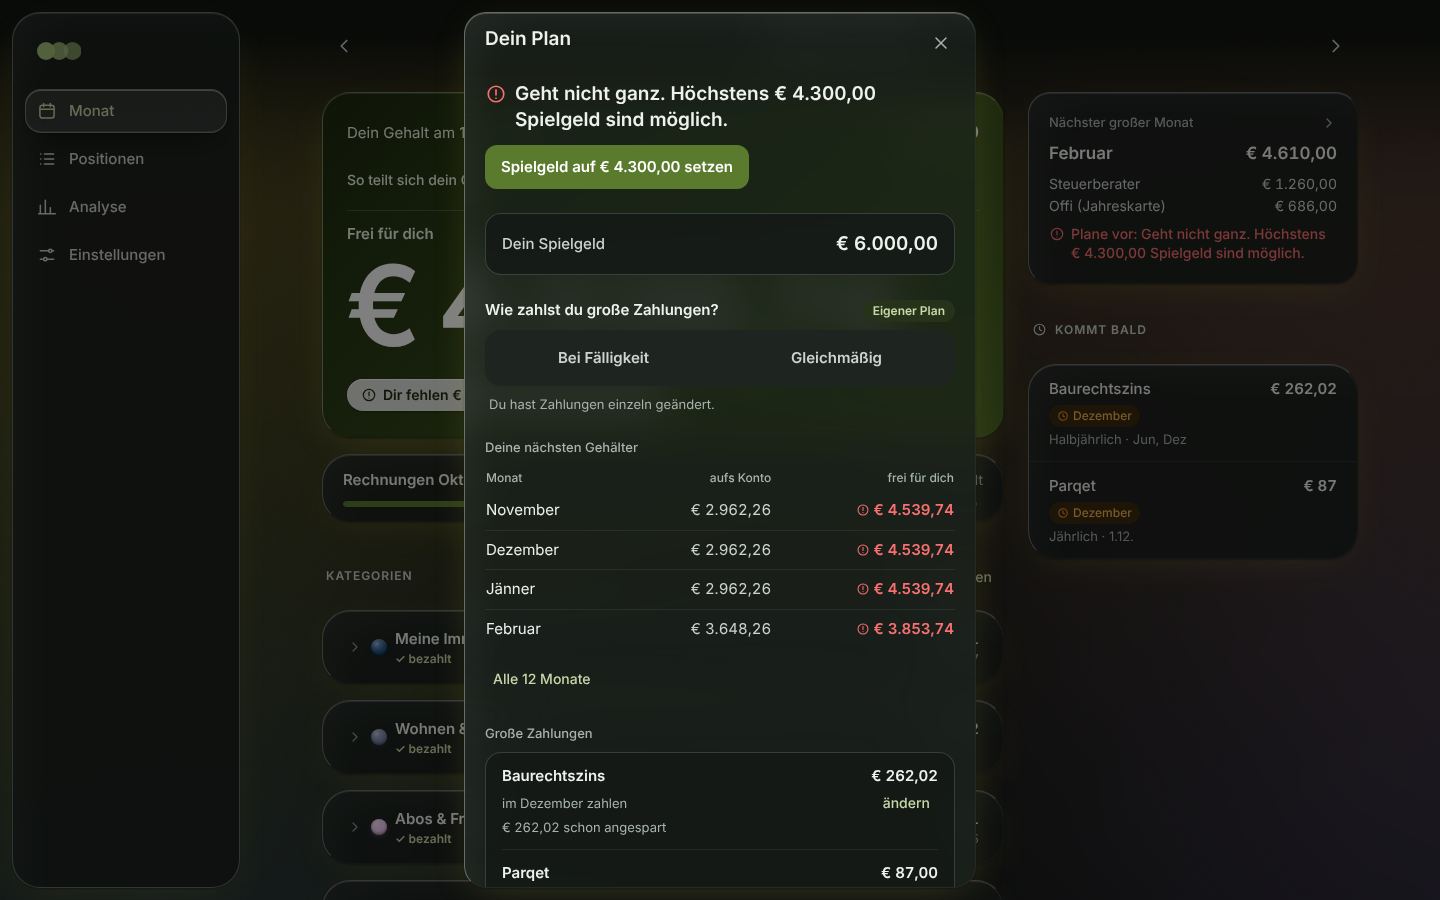 Monat
Positionen
Analyse
Einstellungen
Dein Gehalt am 1
So teilt sich dein
Frei für dich
€ 4
Dir fehlen €
Rechnungen Okt
KATEGORIEN
Meine Im
✓ bezahlt
Wohnen &
✓ bezahlt
Abos & Fr
✓ bezahlt
Dein Plan
Geht nicht ganz. Höchstens € 4.300,00
Spielgeld sind möglich.
Spielgeld auf € 4.300,00 setzen
Dein Spielgeld € 6.000,00
Wie zahlst du große Zahlungen? Eigener Plan
Bei Fälligkeit Gleichmäßig
Du hast Zahlungen einzeln geändert.
Deine nächsten Gehälter
Monat aufs Konto frei für dich
November € 2.962,26 € 4.539,74
Dezember € 2.962,26 € 4.539,74
Jänner € 2.962,26 € 4.539,74
Februar € 3.648,26 € 3.853,74
Alle 12 Monate
Große Zahlungen
Baurechtszins € 262,02
im Dezember zahlen ändern
€ 262,02 schon angespart
Parqet € 87,00
en
Nächster großer Monat
Februar € 4.610,00
Steuerberater € 1.260,00
Offi (Jahreskarte) € 686,00
Plane vor: Geht nicht ganz. Höchstens
€ 4.300,00 Spielgeld sind möglich.
KOMMT BALD
Baurechtszins € 262,02
Dezember
Halbjährlich · Jun, Dez
Parqet € 87
Dezember
Jährlich · 1.12.